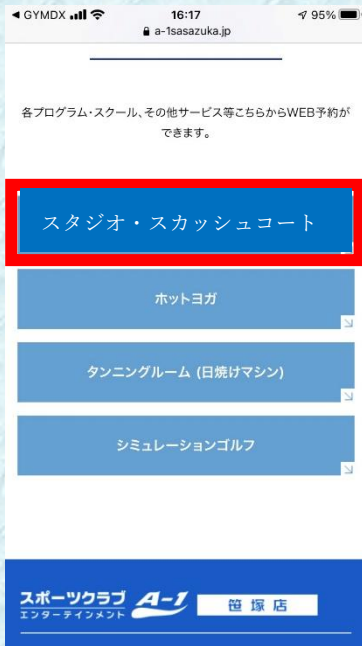 ◀ GYMDX 16:17 95%
a-1sasazuka.jp
各プログラム・スクール、その他サービス等こちらからWEB予約が
できます。
スタジオ・スカッシュコート
ホットヨガ
タンニングルーム (日焼けマシン)
シミュレーションゴルフ
スポーツクラブ A-1 笹塚店
エンターテインメント